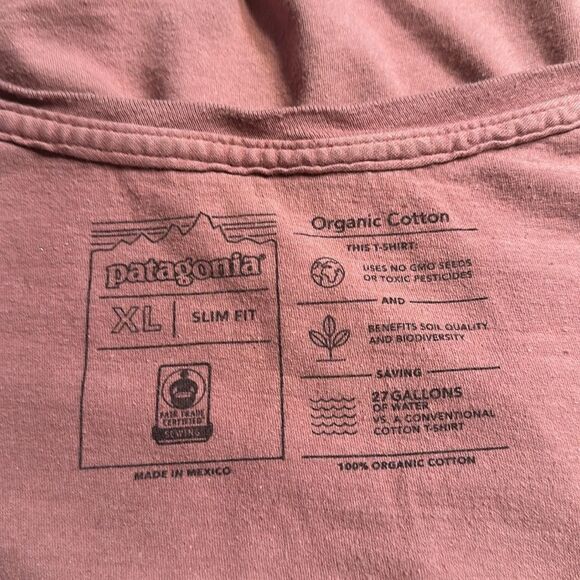 patagonia®
XL | SLIM FIT
FAIR TRADE
CERTIFIED
SEWING
MADE IN MEXICO
Organic Cotton
THIS T-SHIRT:
USES NO GMO SEEDS
OR TOXIC PESTICIDES
AND
BENEFITS SOIL QUALITY
AND BIODIVERSITY
SAVING
27 GALLONS
OF WATER
VS. A CONVENTIONAL
COTTON T-SHIRT
100% ORGANIC COTTON